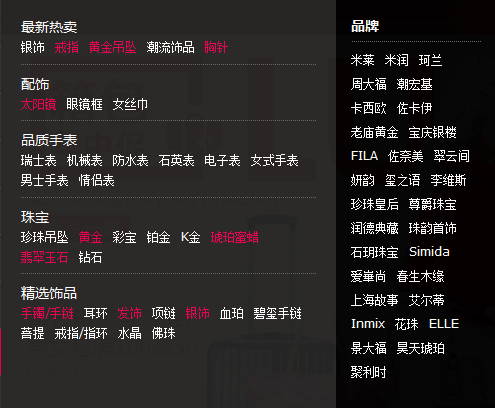 最新热卖
银饰 戒指 黄金吊坠 潮流饰品 胸针
配饰
太阳镜 眼镜框 女丝巾
品质手表
瑞士表 机械表 防水表 石英表 电子表 女式手表
男士手表 情侣表
珠宝
珍珠吊坠 黄金 彩宝 铂金 K金 琥珀蜜蜡
翡翠玉石 钻石
精选饰品
手镯/手链 耳环 发饰 项链 银饰 血珀 碧玺手链
菩提 戒指/指环 水晶 佛珠
品牌
米莱 米润 珂兰
周大福 潮宏基
卡西欧 佐卡伊
老庙黄金 宝庆银楼
FILA 佐奈美 翠云间
妍韵 玺之语 李维斯
珍珠皇后 尊爵珠宝
润德典藏 珠韵首饰
石玥珠宝 Simida
爱崋尚 春生木缘
上海故事 艾尔蒂
Inmix 花珠 ELLE
景大福 昊天琥珀
聚利时